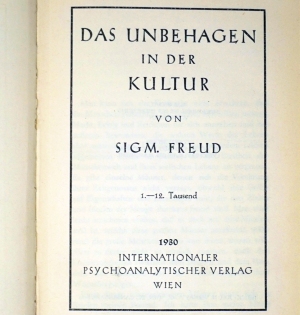 DAS UNBEHAGEN
IN DER
KULTUR
VON
SIGM. FREUD
1.—12. Tausend
1930
INTERNATIONALER
PSYCHOANALYTISCHER VERLAG
WIEN